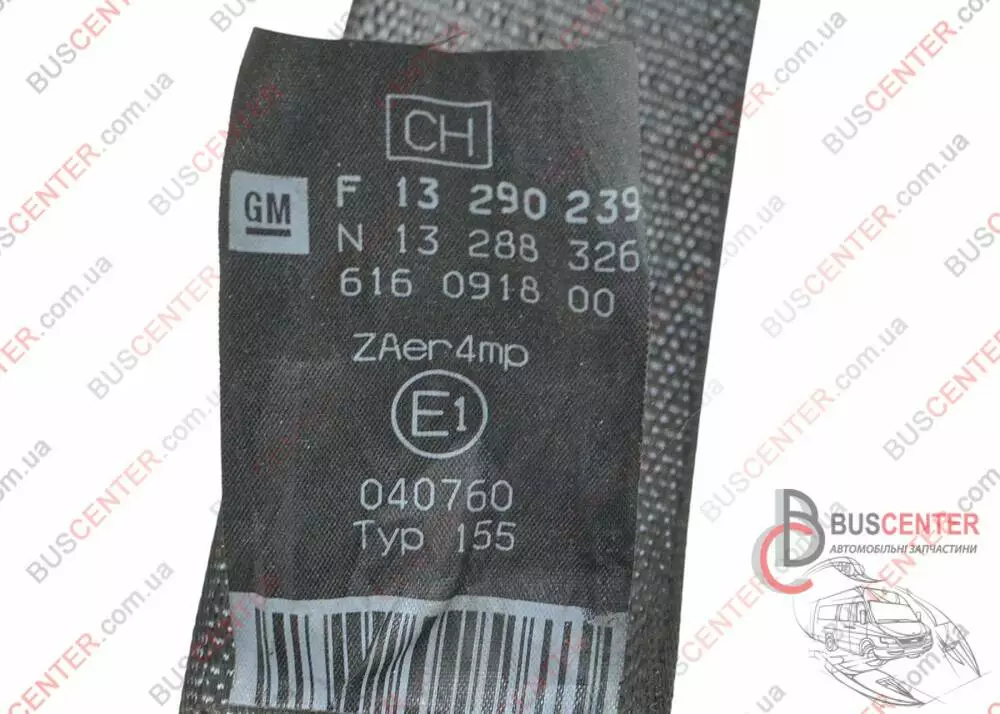 CH
GM
F 13 290 239
N 13 288 326
616 0918 00
ZAer4mp
E1
040760
Typ 155
BUSCENTER
АВТОМОБІЛЬНІ ЗАПЧАСТИНИ
BUSCENTER.com.ua